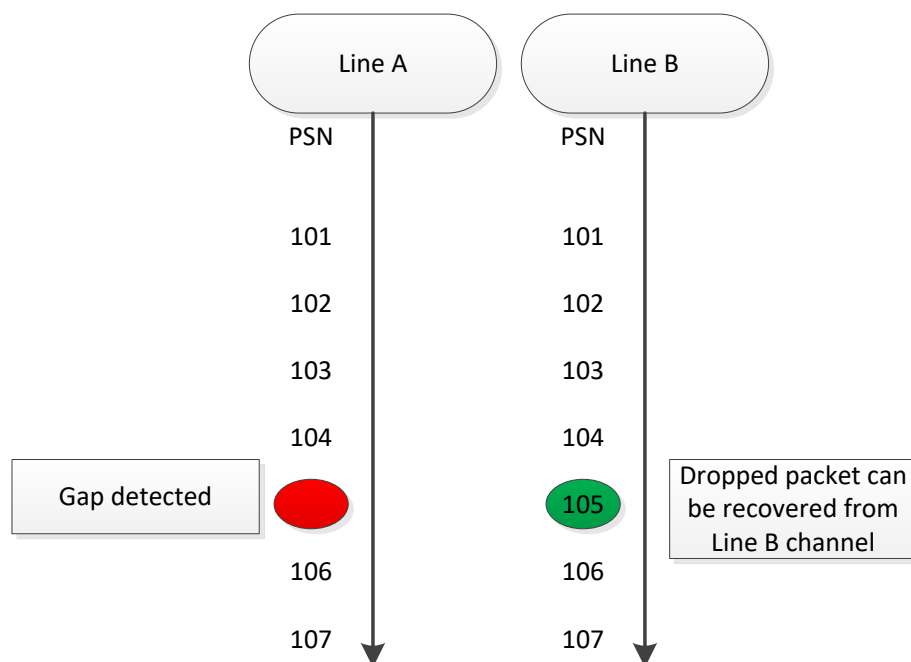 Line A
Line B
PSN
PSN
101
101
102
102
103
103
104
104
Gap detected
105
Dropped packet can
be recovered from
Line B channel
106
106
107
107